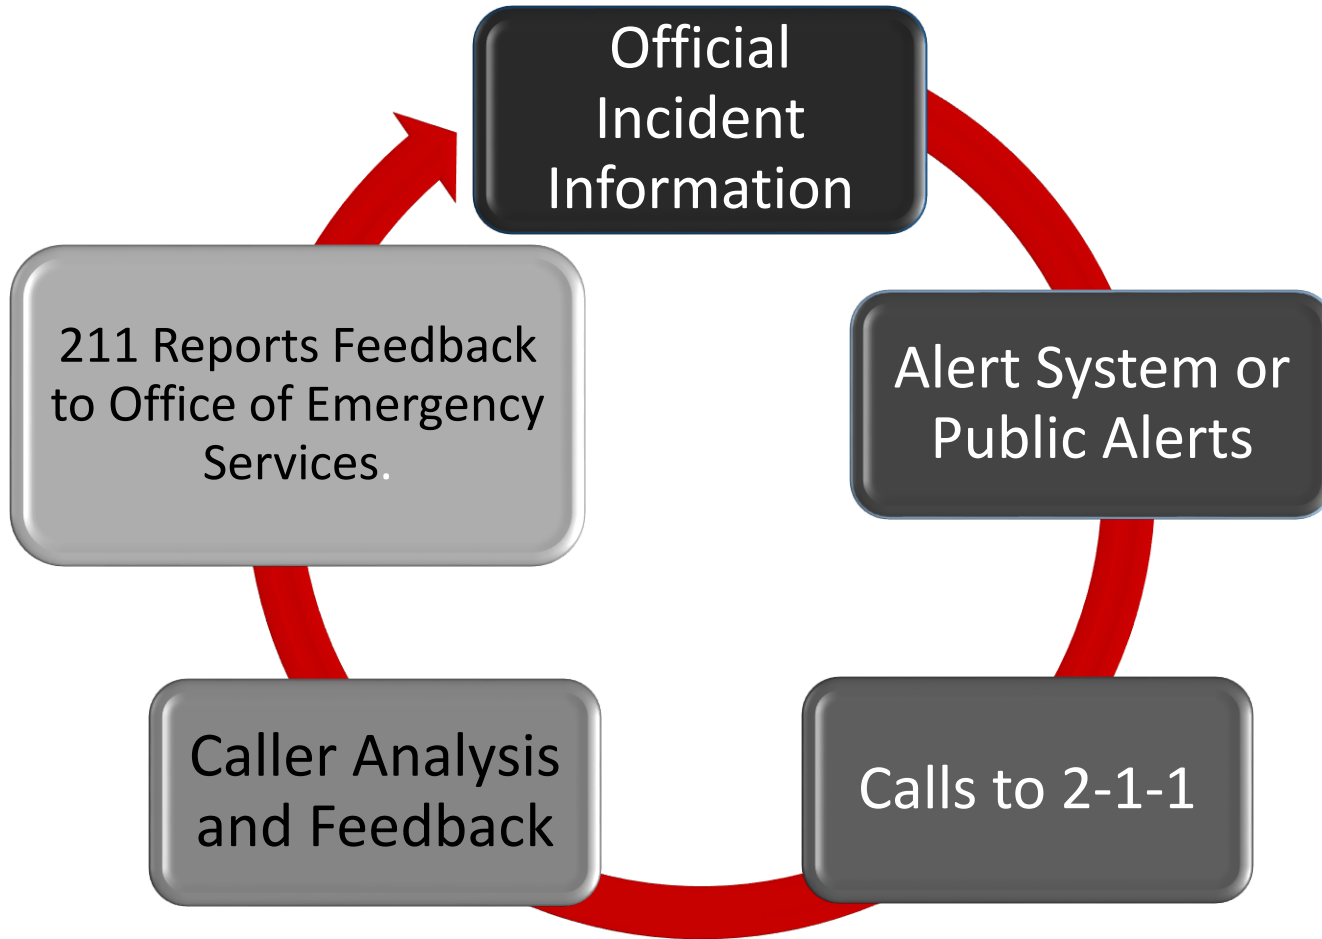 Official
Incident
Information
Alert System or
Public Alerts
Calls to 2-1-1
Caller Analysis
and Feedback
211 Reports Feedback
to Office of Emergency
Services.